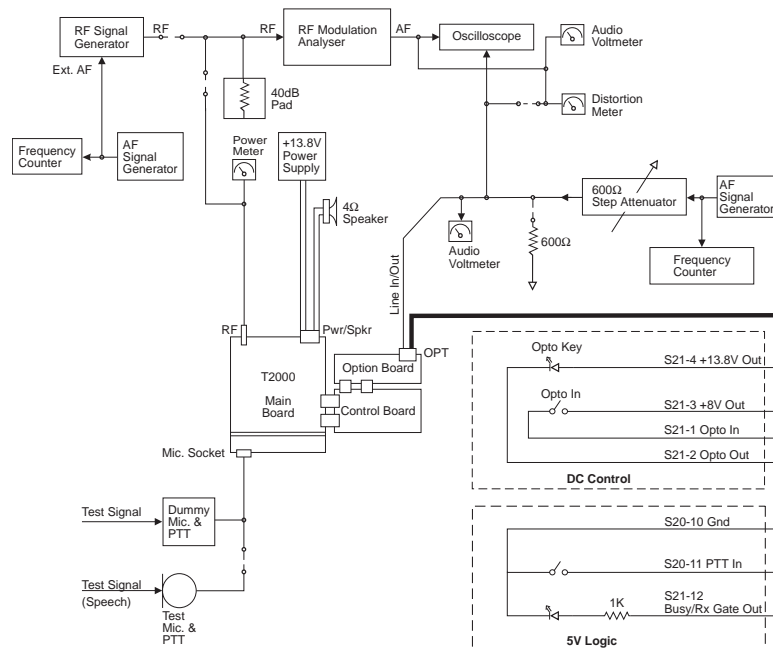 RF Signal
Generator
RF
RF
RF Modulation
Analyser
AF
Oscilloscope
Audio
Voltmeter
Ext. AF
40dB
Pad
Distortion
Meter
Frequency
Counter
AF
Signal
Generator
Power
Meter
+13.8V
Power
Supply
4Ω
Speaker
600Ω
Step Attenuator
AF
Signal
Generator
Audio
Voltmeter
600Ω
Frequency
Counter
Line In/Out
RF
Pwr/Spkr
OPT
T2000
Main
Board
Option Board
Control Board
Mic. Socket
Opto Key
S21-4 +13.8V Out
Opto In
S21-3 +8V Out
S21-1 Opto In
S21-2 Opto Out
DC Control
Test Signal
Dummy
Mic. &
PTT
Test Signal
(Speech)
Test
Mic. &
PTT
S20-10 Gnd
S20-11 PTT In
S21-12
1K
Busy/Rx Gate Out
5V Logic